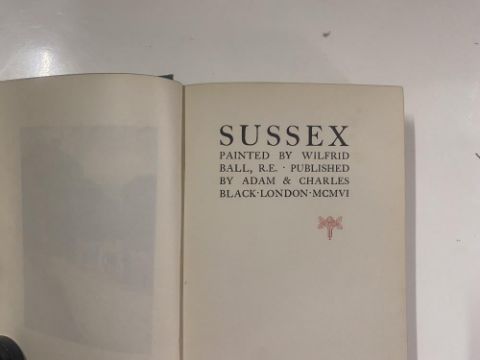 SUSSEX
PAINTED BY WILFRID
BALL, R.E. · PUBLISHED
BY ADAM & CHARLES
BLACK·LONDON·MCMVI